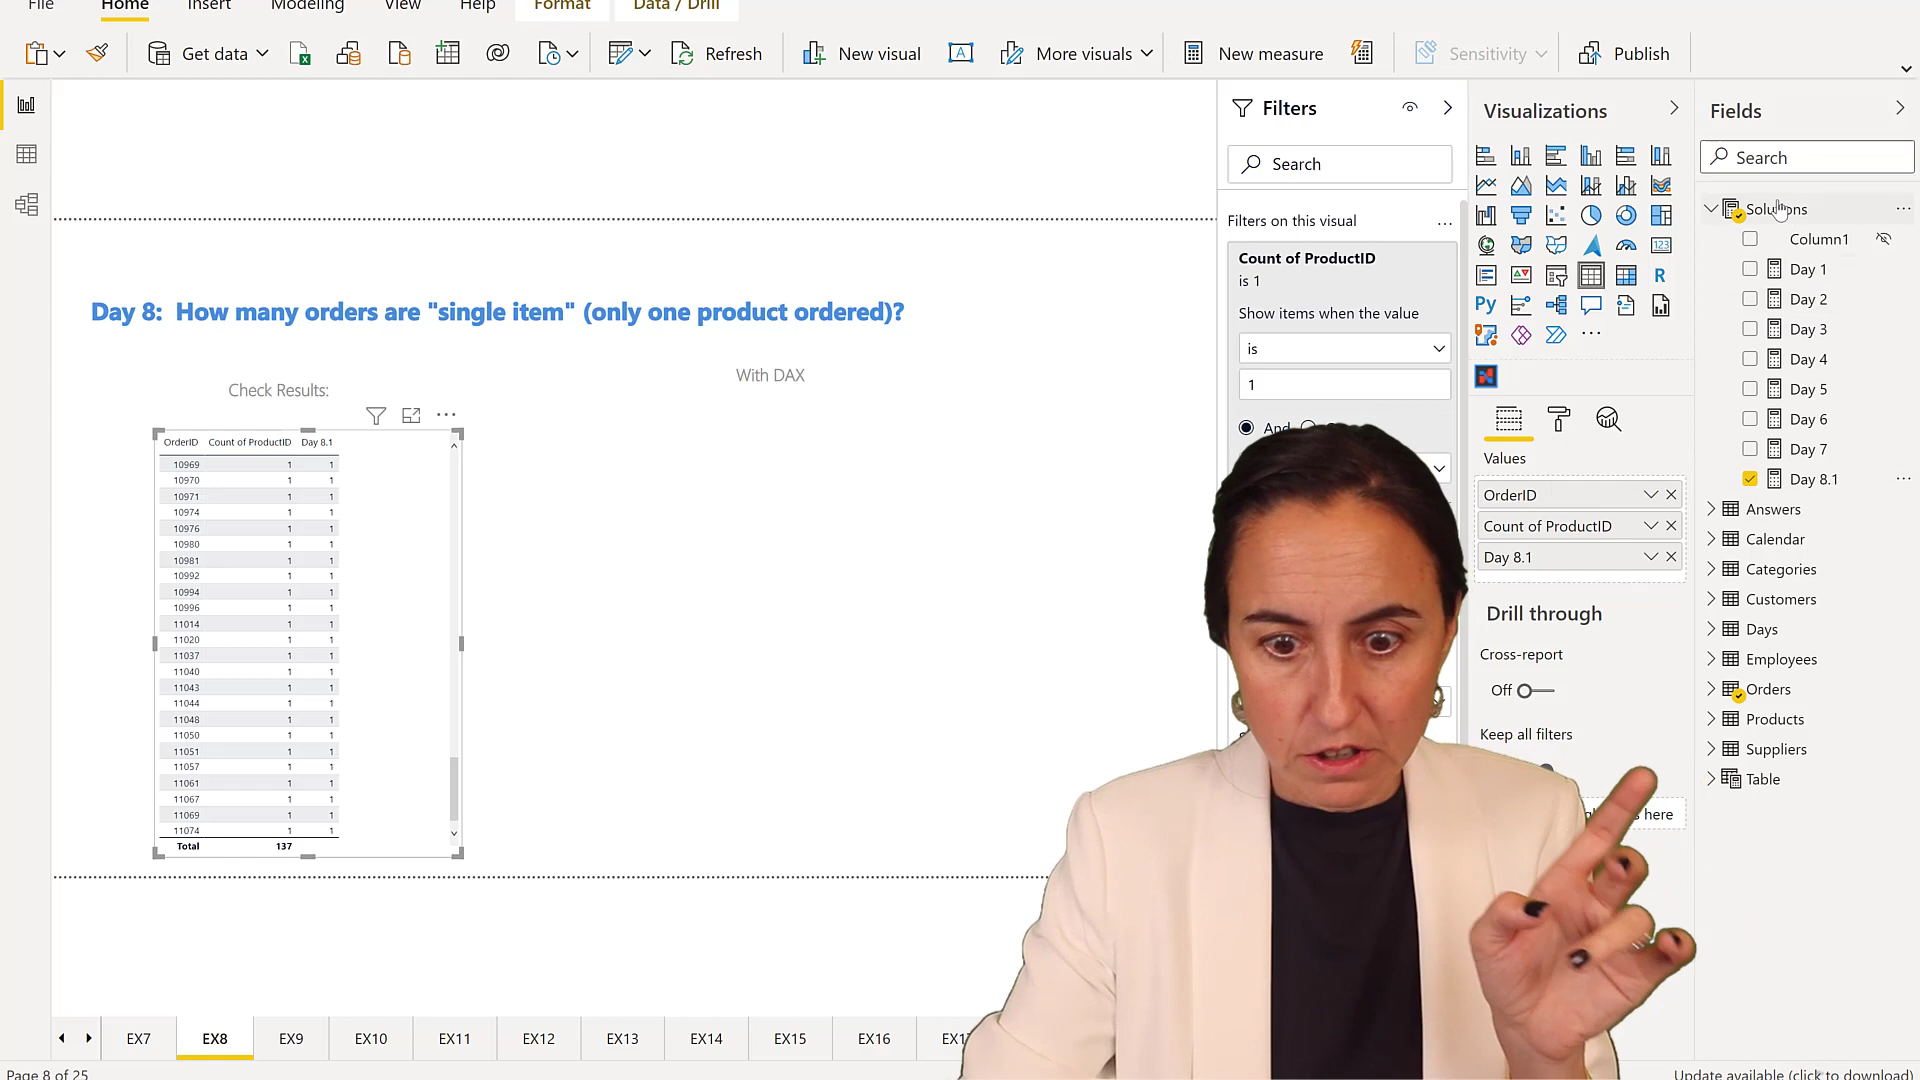 File Home Insert Modeling View Help Format Data / Drill
Get data Refresh New visual More visuals New measure Sensitivity Publish
Filters
Search
Filters on this visual
Count of ProductID
is 1
Show items when the value
is
1
And
Visualizations
Values
OrderID
Count of ProductID
Day 8.1
Drill through
Cross-report
Off
Keep all filters
here
Fields
Search
Column1
Day 1
Day 2
Day 3
Day 4
Day 5
Day 6
Day 7
Day 8.1
Answers
Calendar
Categories
Customers
Days
Employees
Orders
Products
Suppliers
Table
Day 8: How many orders are "single item" (only one product ordered)?
With DAX
Check Results:
OrderID Count of ProductID Day 8.1
10969 1 1
10970 1 1
10971 1 1
10974 1 1
10976 1 1
10980 1 1
10981 1 1
10992 1 1
10994 1 1
10996 1 1
11014 1 1
11020 1 1
11037 1 1
11040 1 1
11043 1 1
11044 1 1
11048 1 1
11050 1 1
11051 1 1
11057 1 1
11061 1 1
11067 1 1
11069 1 1
11074 1 1
Total 137
EX7 EX8 EX9 EX10 EX11 EX12 EX13 EX14 EX15 EX16
Page 8 of 25
Update available (click to download)